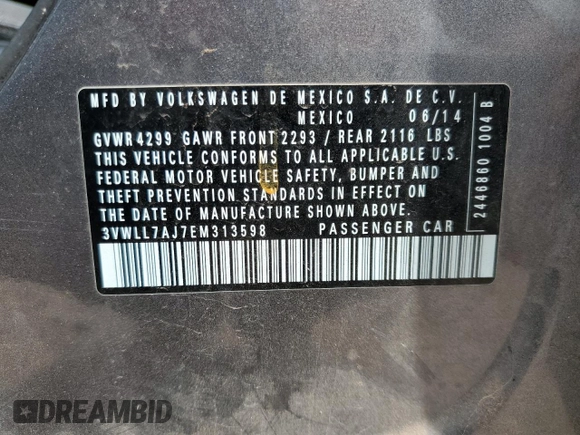 MFD BY VOLKSWAGEN DE MEXICO S.A. DE C.V.
MEXICO 06/14
GVWR 4299 GAWR FRONT 2293 / REAR 2116 LBS
THIS VEHICLE CONFORMS TO ALL APPLICABLE U.S.
FEDERAL MOTOR VEHICLE SAFETY, BUMPER AND
THEFT PREVENTION STANDARDS IN EFFECT ON
THE DATE OF MANUFACTURE SHOWN ABOVE.
3VWLL7AJ7EM313598 PASSENGER CAR
2446860 1004 B
DREAMBID